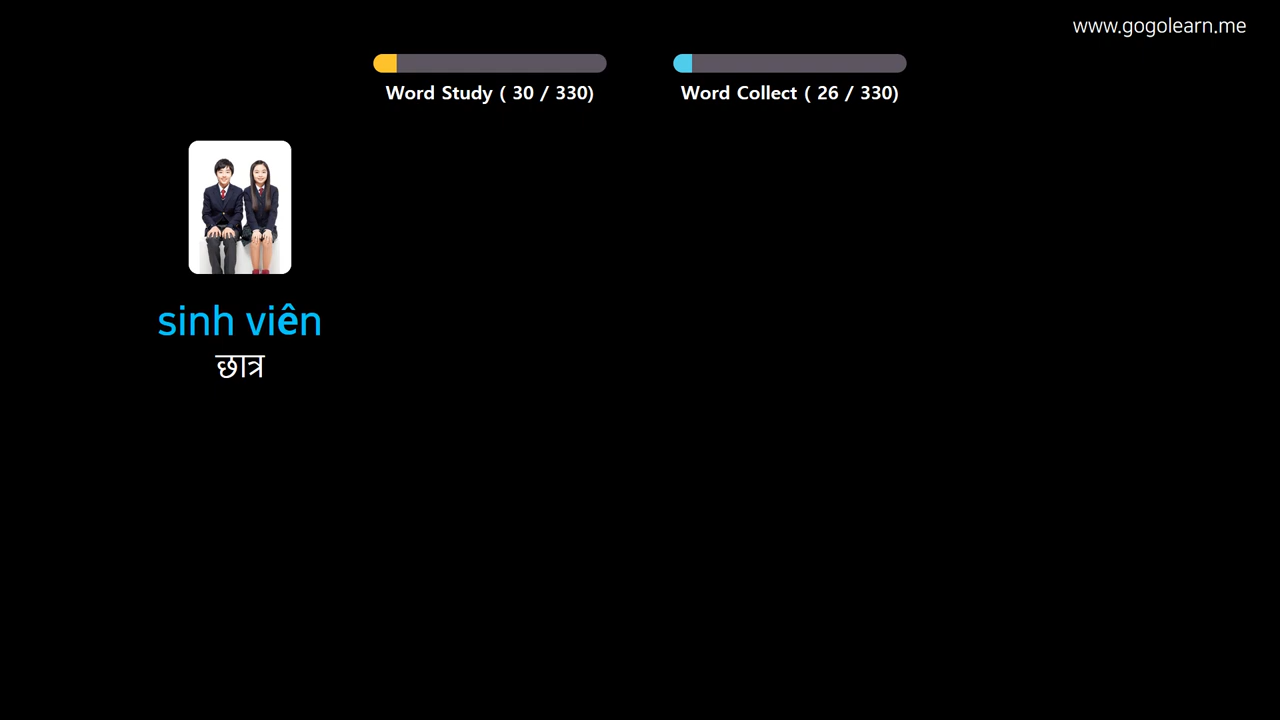 www.gogolearn.me
Word Study ( 30 / 330)
Word Collect ( 26 / 330)
sinh viên
छात्र